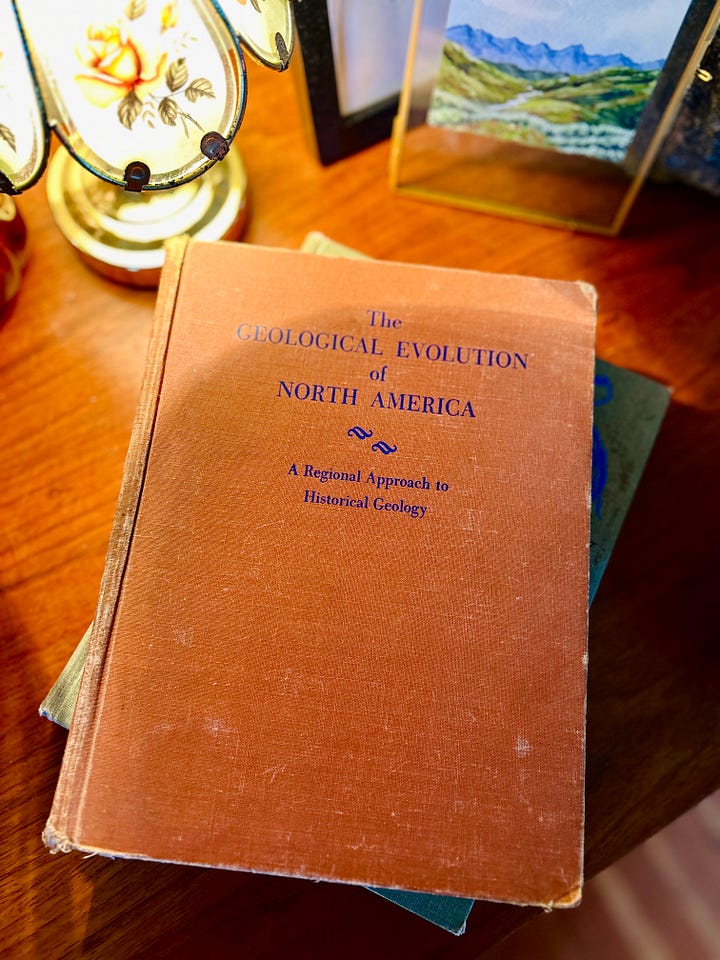 The
GEOLOGICAL EVOLUTION
of
NORTH AMERICA
A Regional Approach to
Historical Geology